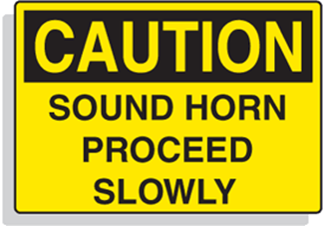 CAUTION
SOUND HORN
PROCEED
SLOWLY